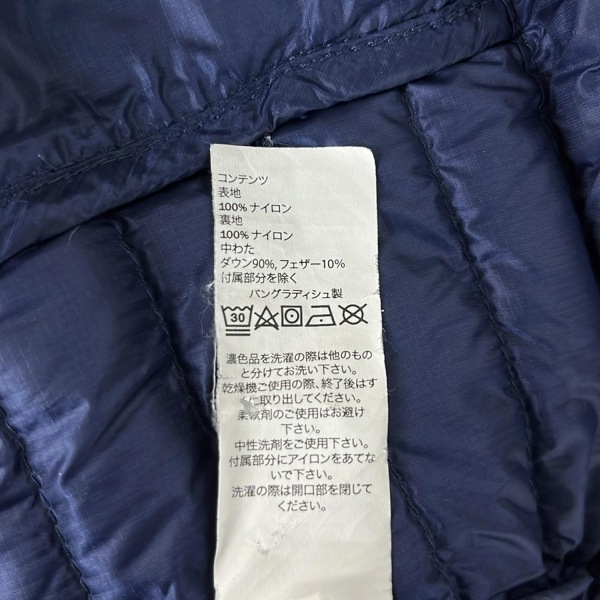 コンテンツ
表地
100% ナイロン
裏地
100% ナイロン
中わた
ダウン90%, フェザー10%
付属部分を除く
バングラディシュ製
30
濃色品を洗濯の際は他のもの
と分けてお洗い下さい。
乾燥機ご使用の際、終了後はす
に取り出してください。
柔軟剤のご使用はお避け
下さい。
中性洗剤をご使用下さい。
付属部分にアイロンをあてな
いで下さい。
洗濯の際は開口部を閉じて
ください。